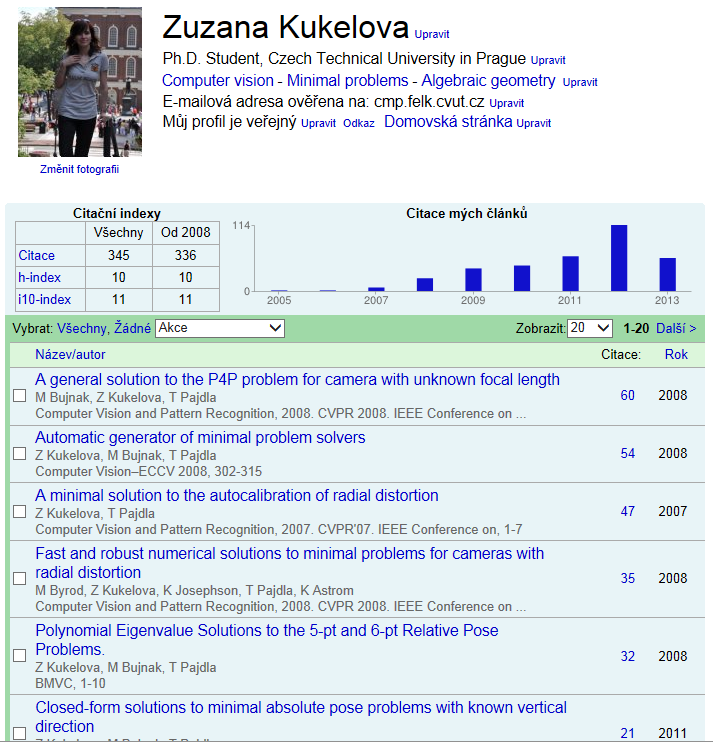 Zuzana Kukelova Upravit
Ph.D. Student, Czech Technical University in Prague Upravit
Computer vision - Minimal problems - Algebraic geometry Upravit
E-mailová adresa ověřena na: cmp.felk.cvut.cz Upravit
Můj profil je veřejný Upravit Odkaz Domovská stránka Upravit
Změnit fotografii
Citační indexy
Všechny Od 2008
Citace 345 336
h-index 10 10
i10-index 11 11
Citace mých článků
114
0
2005 2007 2009 2011 2013
Vybrat: Všechny, Žádné Akce Zobrazit: 20 1-20 Další >
Název/autor Citace: Rok
A general solution to the P4P problem for camera with unknown focal length
M Bujnak, Z Kukelova, T Pajdla
Computer Vision and Pattern Recognition, 2008. CVPR 2008. IEEE Conference on ...
60 2008
Automatic generator of minimal problem solvers
Z Kukelova, M Bujnak, T Pajdla
Computer Vision–ECCV 2008, 302-315
54 2008
A minimal solution to the autocalibration of radial distortion
Z Kukelova, T Pajdla
Computer Vision and Pattern Recognition, 2007. CVPR'07. IEEE Conference on, 1-7
47 2007
Fast and robust numerical solutions to minimal problems for cameras with
radial distortion
M Byrod, Z Kukelova, K Josephson, T Pajdla, K Astrom
Computer Vision and Pattern Recognition, 2008. CVPR 2008. IEEE Conference on ...
35 2008
Polynomial Eigenvalue Solutions to the 5-pt and 6-pt Relative Pose
Problems.
Z Kukelova, M Bujnak, T Pajdla
BMVC, 1-10
32 2008
Closed-form solutions to minimal absolute pose problems with known vertical
direction
21 2011